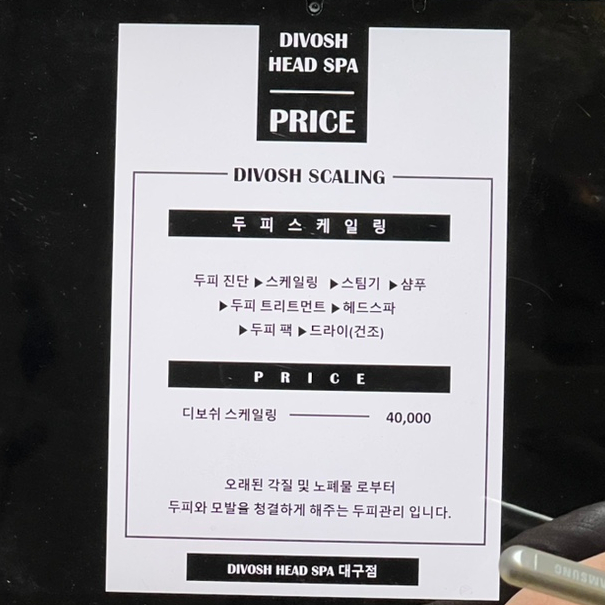 DIVOSH
HEAD SPA
PRICE
DIVOSH SCALING
두피스케일링
두피 진단 ▶스케일링 ▶스팀기 ▶샴푸
▶두피 트리트먼트 ▶헤드스파
▶두피 팩 ▶드라이(건조)
PRICE
디보쉬 스케일링 40,000
오래된 각질 및 노폐물 로부터
두피와 모발을 청결하게 해주는 두피관리 입니다.
DIVOSH HEAD SPA 대구점
SAMSUNG